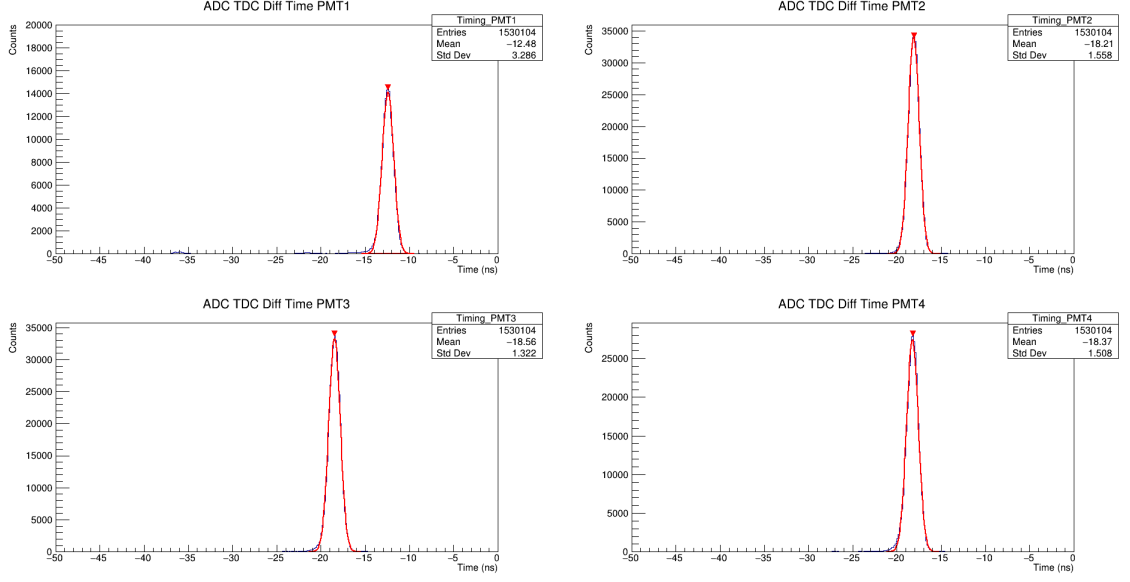 ADC TDC Diff Time PMT1
Counts
20000
18000
16000
14000
12000
10000
8000
6000
4000
2000
0
−50 −45 −40 −35 −30 −25 −20 −15 −10 −5 0
Time (ns)
Timing_PMT1
Entries 1530104
Mean −12.48
Std Dev 3.286
ADC TDC Diff Time PMT2
Counts
35000
30000
25000
20000
15000
10000
5000
0
−50 −45 −40 −35 −30 −25 −20 −15 −10 −5 0
Time (ns)
Timing_PMT2
Entries 1530104
Mean −18.21
Std Dev 1.558
ADC TDC Diff Time PMT3
Counts
35000
30000
25000
20000
15000
10000
5000
0
−50 −45 −40 −35 −30 −25 −20 −15 −10 −5 0
Time (ns)
Timing_PMT3
Entries 1530104
Mean −18.56
Std Dev 1.322
ADC TDC Diff Time PMT4
Counts
25000
20000
15000
10000
5000
0
−50 −45 −40 −35 −30 −25 −20 −15 −10 −5 0
Time (ns)
Timing_PMT4
Entries 1530104
Mean −18.37
Std Dev 1.508